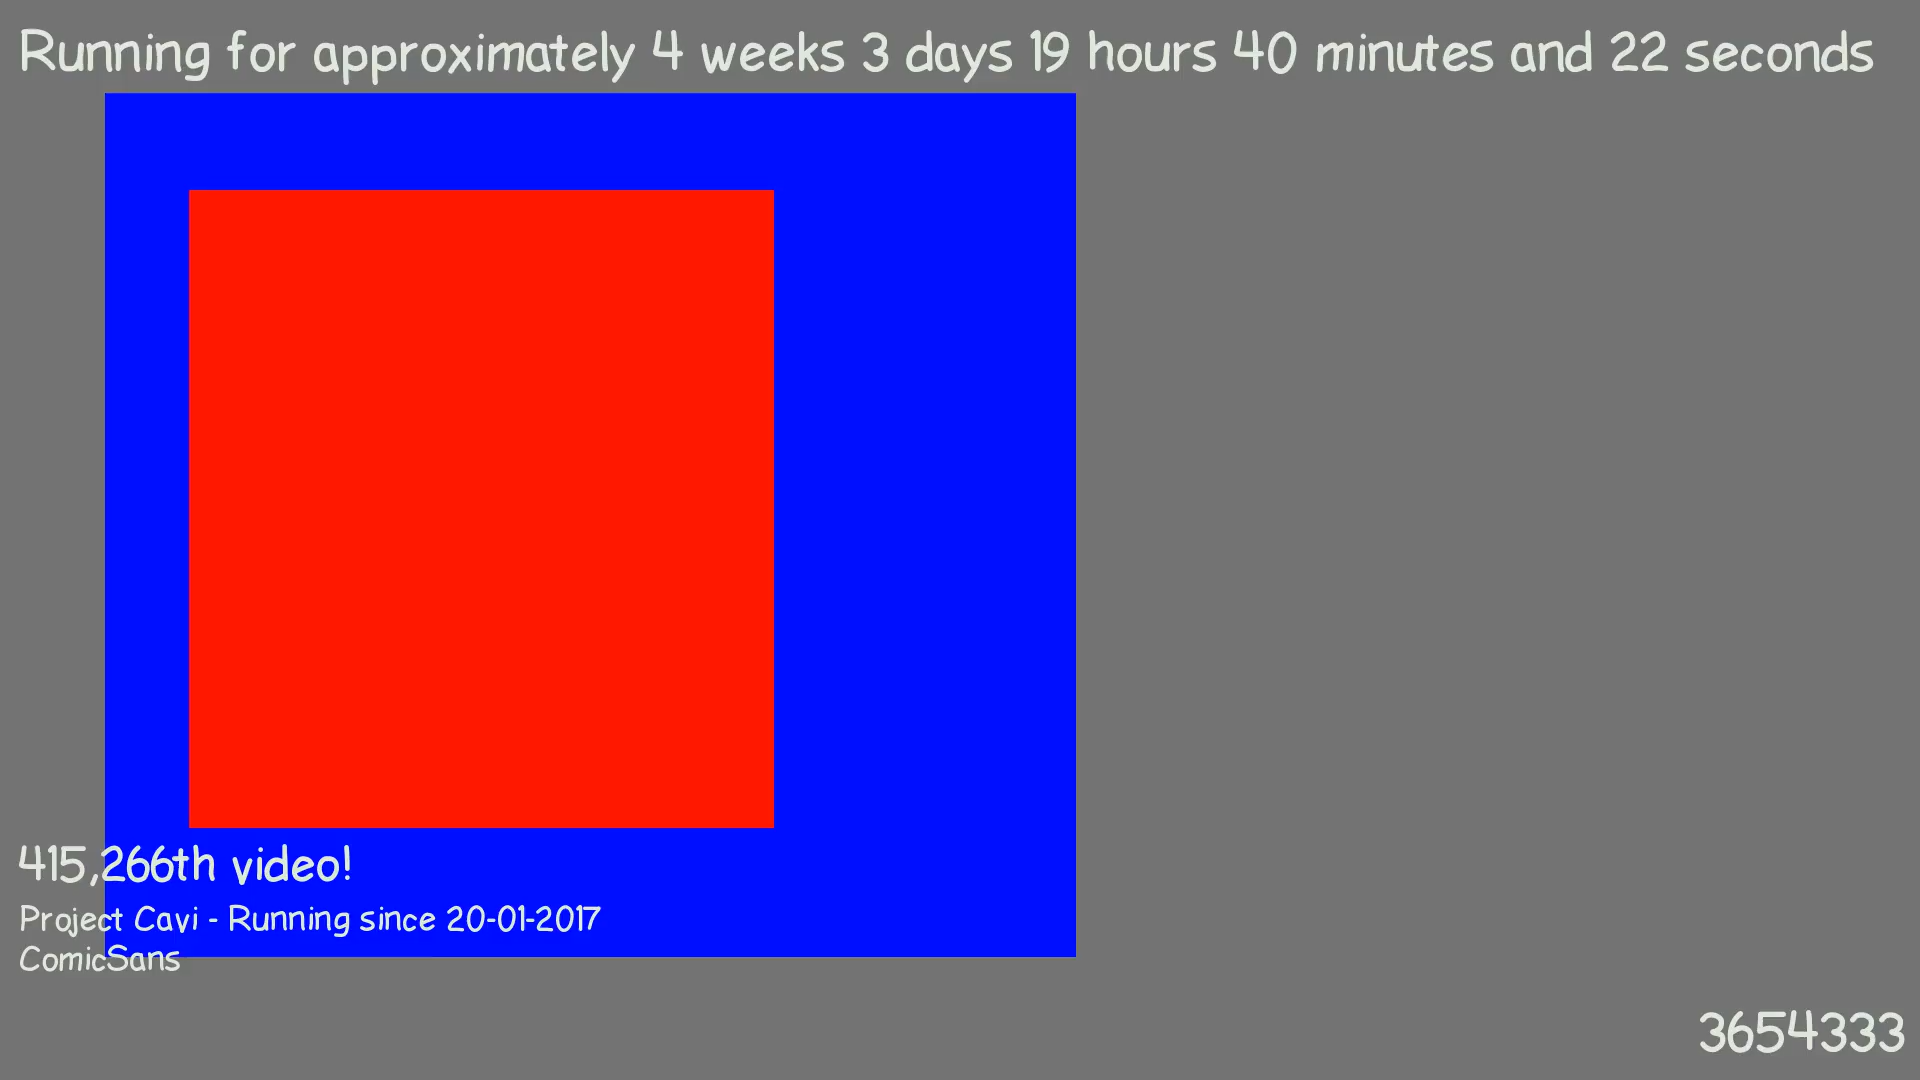 Running for approximately 4 weeks 3 days 19 hours 40 minutes and 22 seconds
415,266th video!
Project Cavi - Running since 20-01-2017
ComicSans
3654333